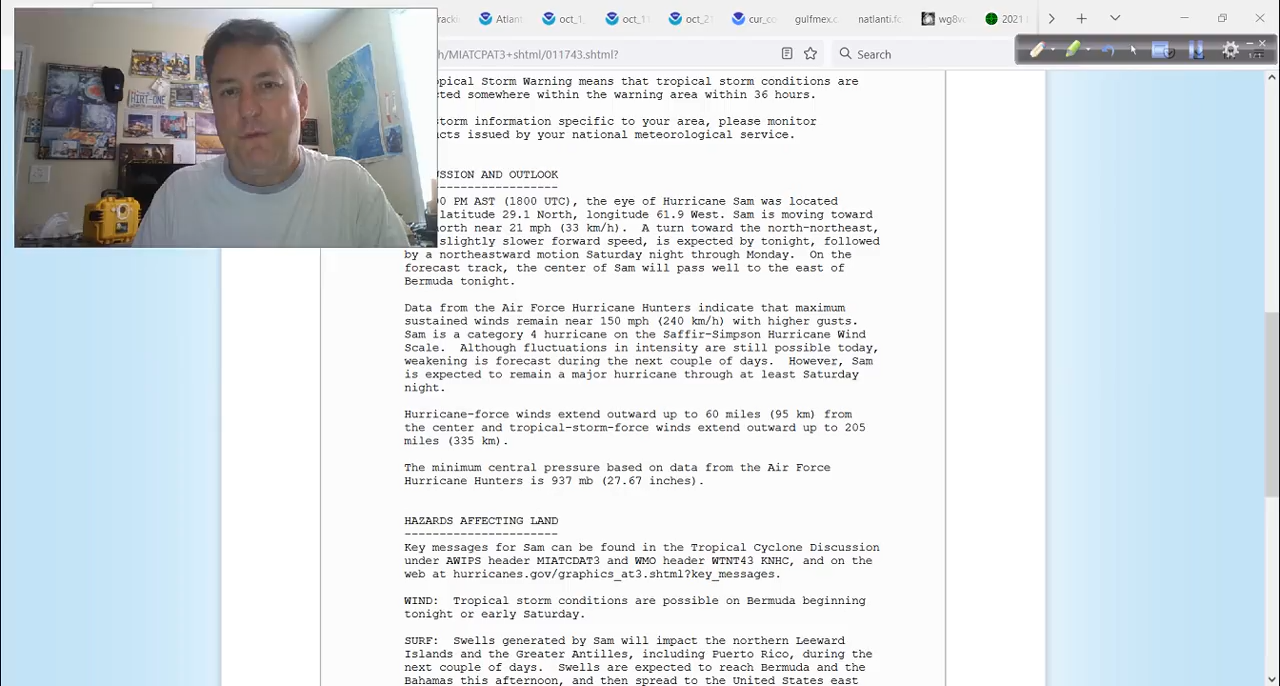 Atlant
oct_1
oct_1
oct_2
cur_co
gulfmex.c
natlanti.fc
wg8v
2021
h/MIATCPAT3+shtml/011743.shtml?
Search
opical Storm Warning means that tropical storm conditions are
cted somewhere within the warning area within 36 hours.
storm information specific to your area, please monitor
cts issued by your national meteorological service.
USSION AND OUTLOOK
------------------
0 PM AST (1800 UTC), the eye of Hurricane Sam was located
latitude 29.1 North, longitude 61.9 West. Sam is moving toward
orth near 21 mph (33 km/h). A turn toward the north-northeast,
slightly slower forward speed, is expected by tonight, followed
by a northeastward motion Saturday night through Monday. On the
forecast track, the center of Sam will pass well to the east of
Bermuda tonight.
Data from the Air Force Hurricane Hunters indicate that maximum
sustained winds remain near 150 mph (240 km/h) with higher gusts.
Sam is a category 4 hurricane on the Saffir-Simpson Hurricane Wind
Scale. Although fluctuations in intensity are still possible today,
weakening is forecast during the next couple of days. However, Sam
is expected to remain a major hurricane through at least Saturday
night.
Hurricane-force winds extend outward up to 60 miles (95 km) from
the center and tropical-storm-force winds extend outward up to 205
miles (335 km).
The minimum central pressure based on data from the Air Force
Hurricane Hunters is 937 mb (27.67 inches).
HAZARDS AFFECTING LAND
----------------------
Key messages for Sam can be found in the Tropical Cyclone Discussion
under AWIPS header MIATCDAT3 and WMO header WTNT43 KNHC, and on the
web at hurricanes.gov/graphics_at3.shtml?key_messages.
WIND: Tropical storm conditions are possible on Bermuda beginning
tonight or early Saturday.
SURF: Swells generated by Sam will impact the northern Leeward
Islands and the Greater Antilles, including Puerto Rico, during the
next couple of days. Swells are expected to reach Bermuda and the
Bahamas this afternoon, and then spread to the United States east